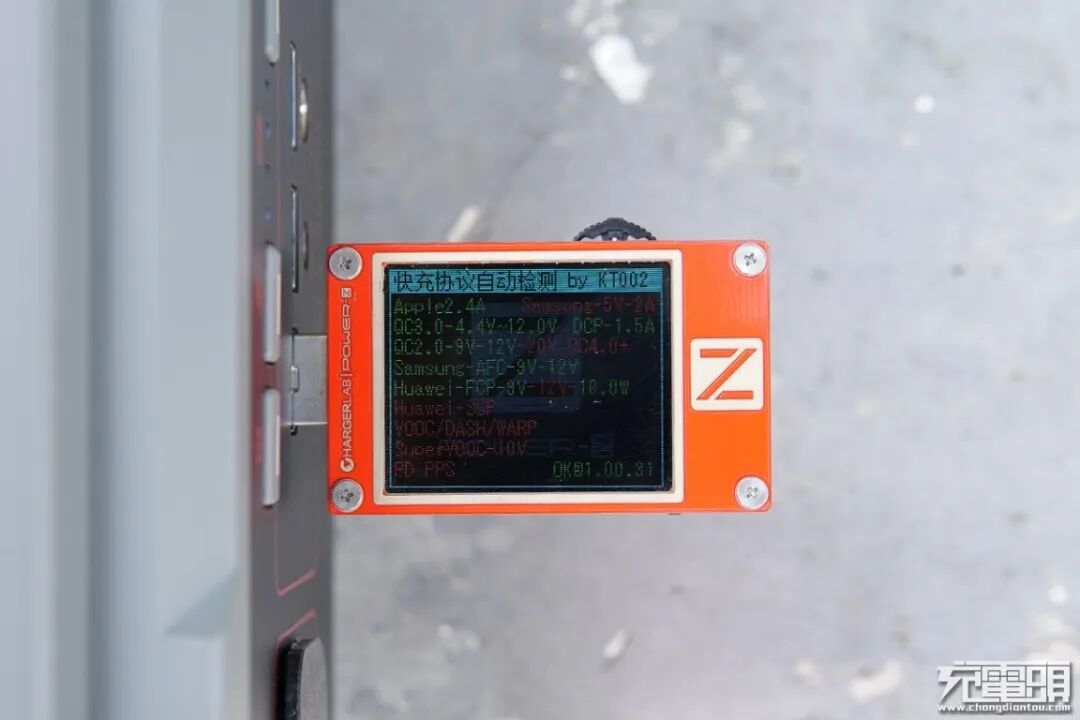 快充协议自动检测 by KT002
Apple2.4A Samsung-5V-2A
QC3.0-4.4V~12.0V DCP-1.5A
QC2.0-9V-12V-20V QC4.0+
Samsung-AFC-9V-12V
Huawei-FCP-9V-12V-18.0W
Huawei-SCP
VOOC/DASH/WARP
SuperVOOC-10V
PD PPS OK@1.00.31
CHARGERLAB | POWER-Z
Z
充電頭
www.chongdiantou.com